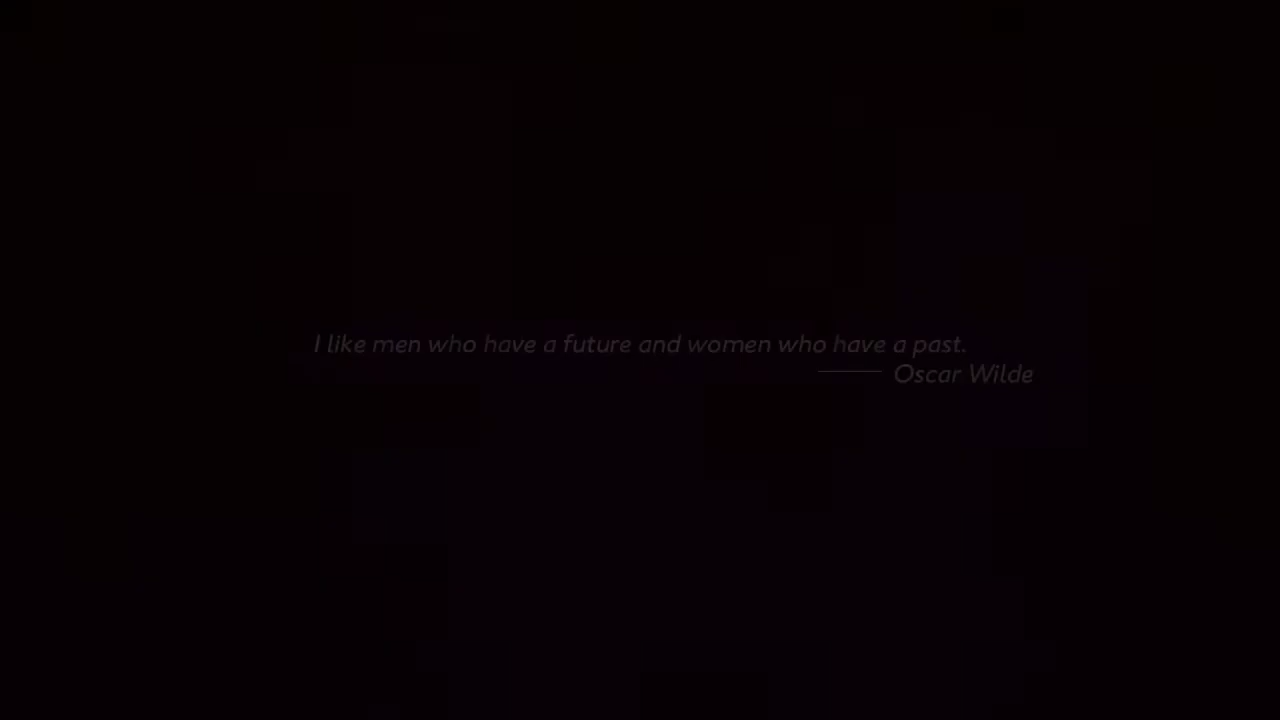 I like men who have a future and women who have a past.
—— Oscar Wilde